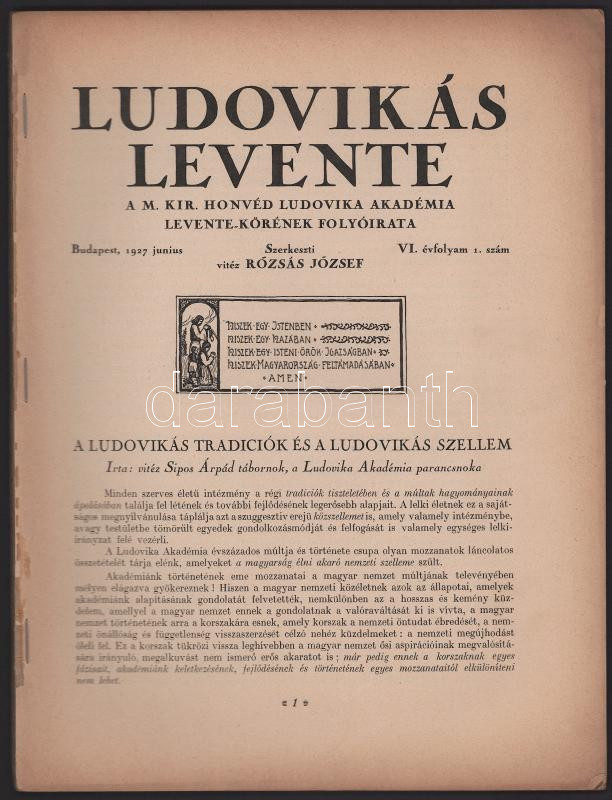 LUDOVIKÁS
LEVENTE
A M. KIR. HONVÉD LUDOVIKA AKADÉMIA
LEVENTE-KÖRÉNEK FOLYÓIRATA
Budapest, 1927 junius
Szerkeszti
vitéz RÓZSÁS JÓZSEF
VI. évfolyam 1. szám
HISZEK·EGY·ISTENBEN·
HISZEK·EGY·HAZÁBAN·
HISZEK·EGY·ISTENI·ÖRÖK·IGAZSÁGBAN·
HISZEK·MAGYARORSZÁG·FELTÁMADÁSÁBAN·
·AMEN·
darabanth
A LUDOVIKÁS TRADICIÓK ÉS A LUDOVIKÁS SZELLEM
Irta: vitéz Sipos Árpád tábornok, a Ludovika Akadémia parancsnoka
Minden szerves életű intézmény a régi tradiciók tiszteletében és a múltak hagyományainak
ápolásában találja fel létének és további fejlődésének legerősebb alapjait. A lelki életnek ez a saját-
ságos megnyilvánulása táplálja azt a szuggesztiv erejű közszellemet is, amely valamely intézménybe,
avagy testületbe tömörült egyedek gondolkozásmódját és felfogását is valamely egységes lelki-
irányzat felé vezérli.
A Ludovika Akadémia évszázados múltja és története csupa olyan mozzanatok láncolatos
összetételét tárja elénk, amelyeket a magyarság élni akaró nemzeti szelleme szült.
Akadémiánk történetének eme mozzanatai a magyar nemzet múltjának televényében
mélyen elágazva gyökereznek! Hiszen a magyar nemzeti közéletnek azok az állapotai, amelyek
akadémiánk alapításának gondolatát felvetették, nemkülönben az a hosszas és kemény küz-
delem, amellyel a magyar nemzet ennek a gondolatnak a valóraváltását ki is vívta, a magyar
nemzet történetének arra a korszakára esnek, amely korszak a nemzeti öntudat ébredését, a nem-
zeti önállóság és függetlenség visszaszerzését célzó nehéz küzdelmeket: a nemzeti megújhodást
öleli fel. Ez a korszak tükrözi vissza leghívebben a magyar nemzet ősi aspirációinak megvalósítá-
sára irányuló, megalkuvást nem ismerő erős akaratot is; már pedig ennek a korszaknak egyes
fázisait, akadémiánk keletkezésének, fejlődésének és történetének egyes mozzanataitól elkülöníteni
nem lehet.
1